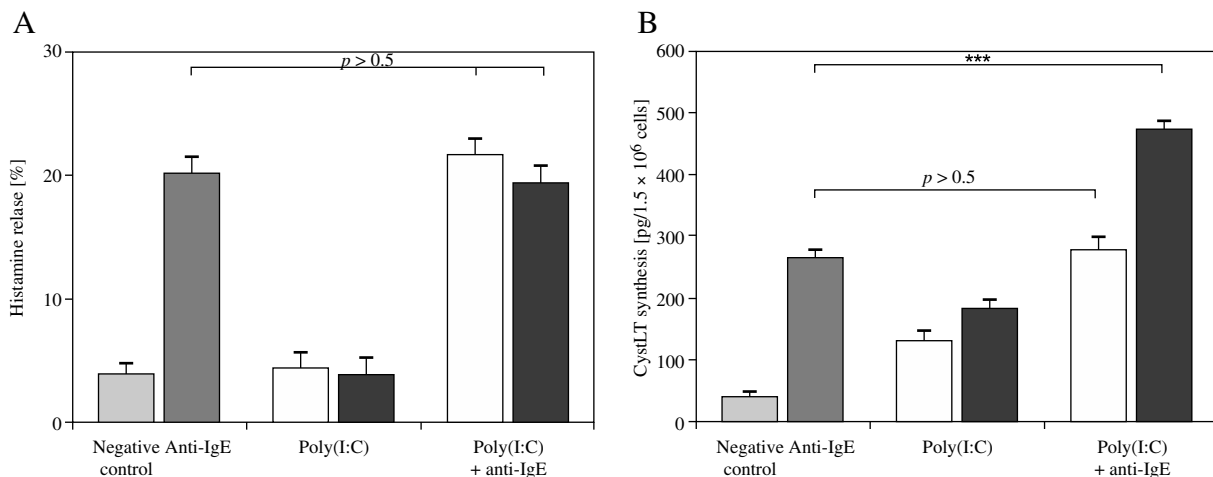 A
Histamine relase [%]
30
20
10
0
p > 0.5
Negative Anti-IgE
control
Poly(I:C)
Poly(I:C)
+ anti-IgE
B
CystLT synthesis [pg/1.5 × 10⁶ cells]
600
500
400
300
200
100
0
***
p > 0.5
Negative Anti-IgE
control
Poly(I:C)
Poly(I:C)
+ anti-IgE